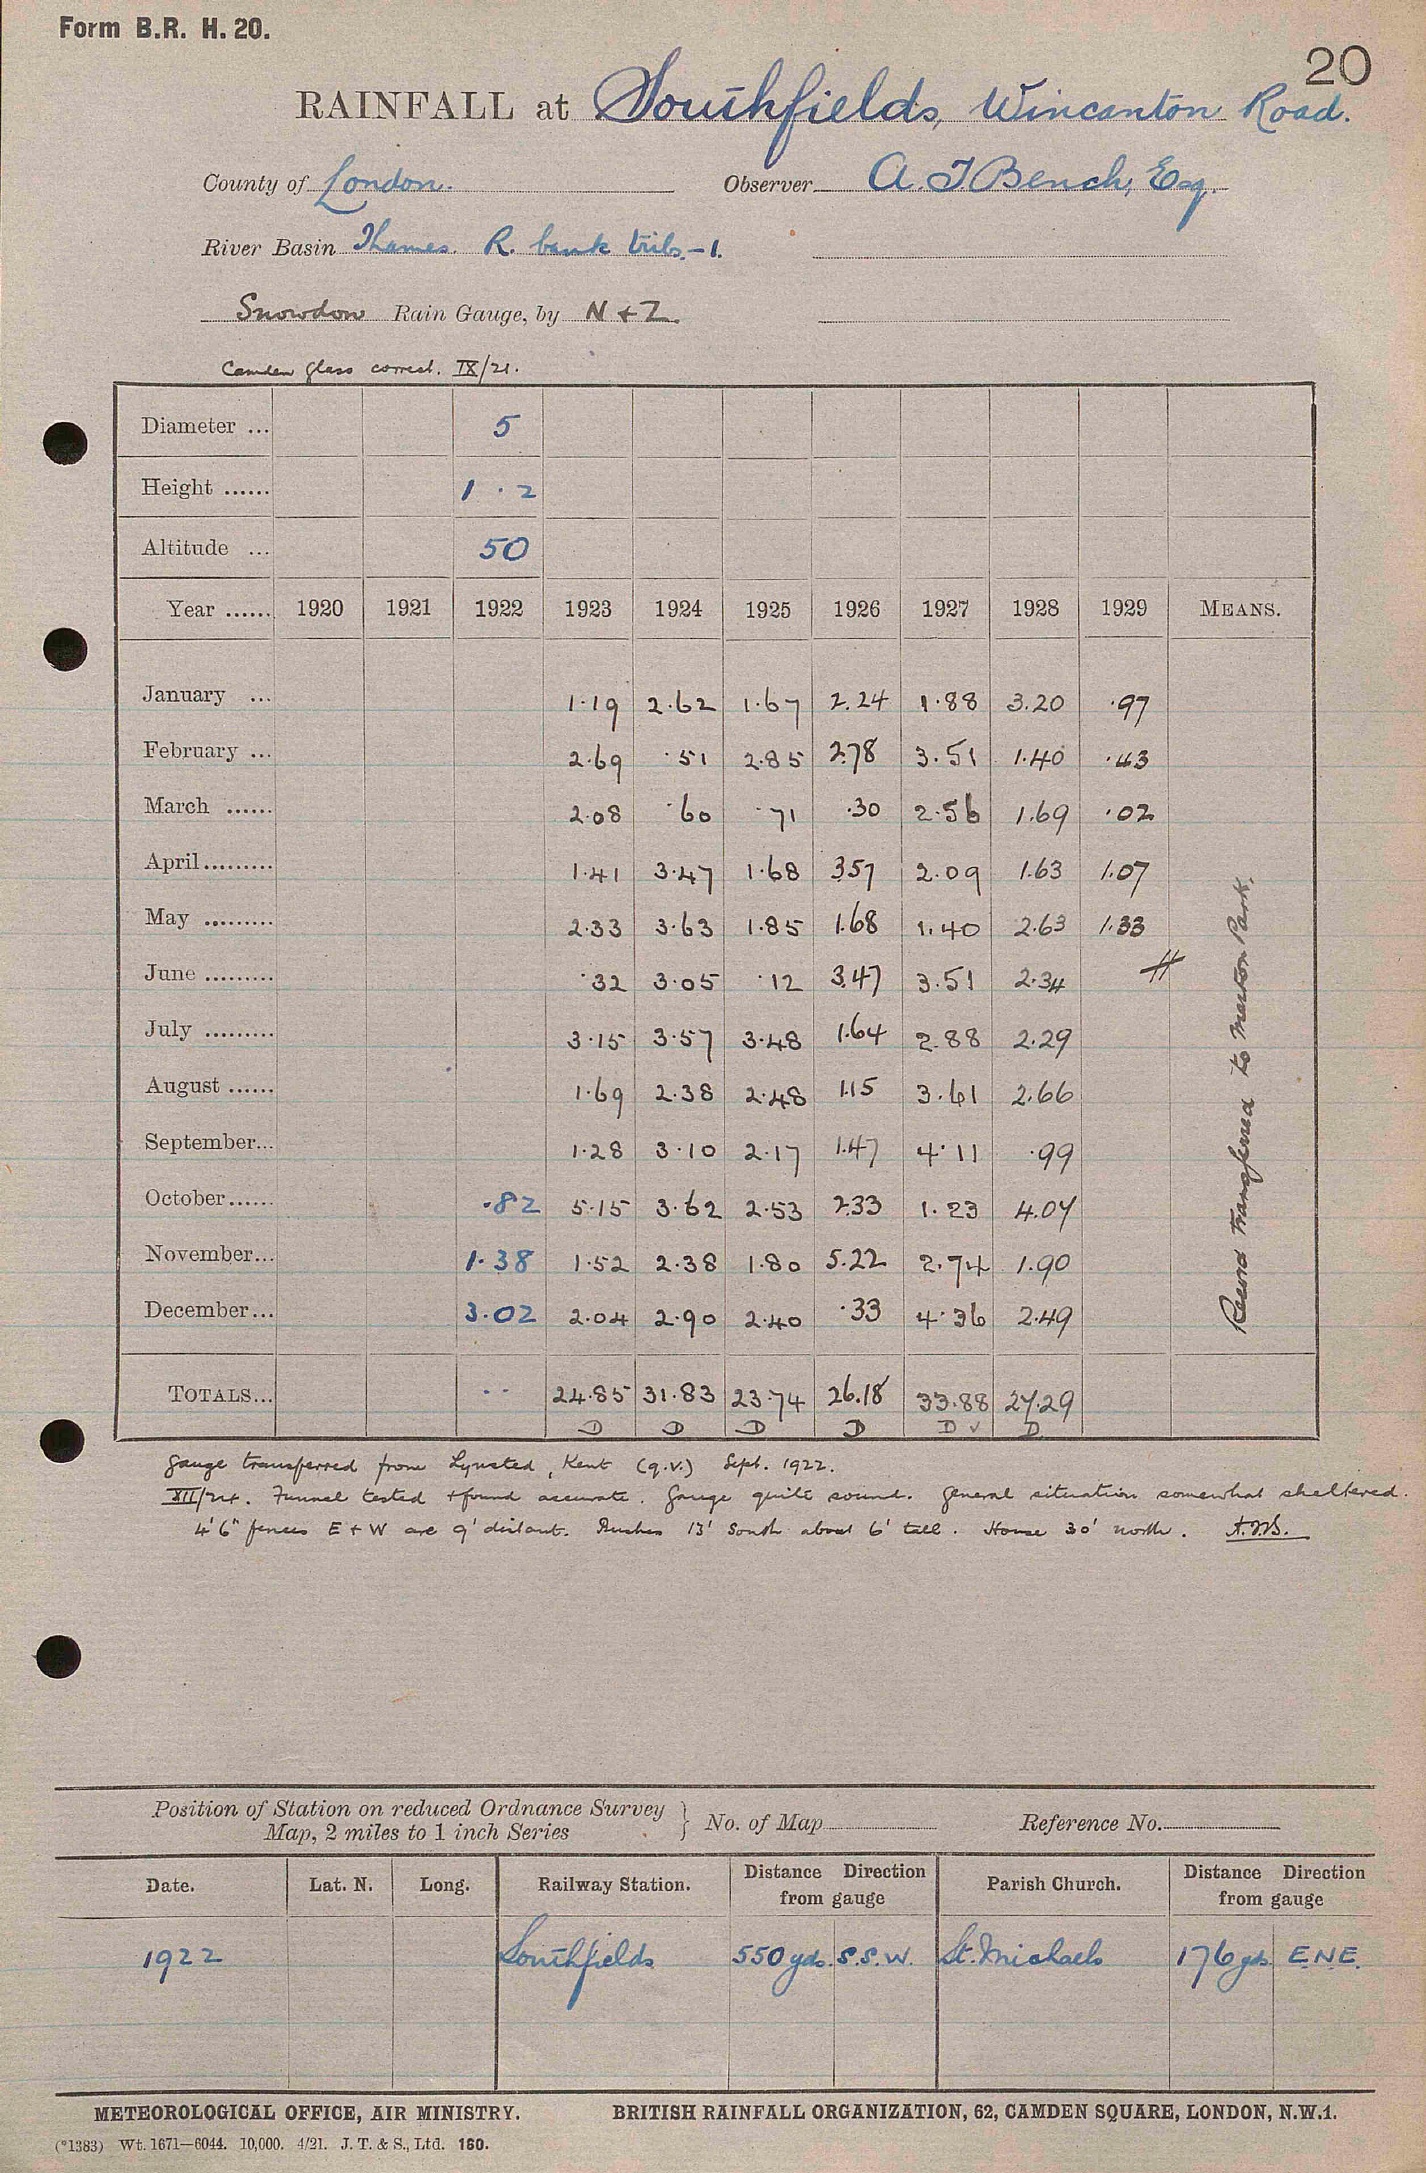 Form B.R. H. 20.
20
RAINFALL at Southfields, Wincanton Road.
County of London. Observer A. J Bench, Esq.
River Basin Thames. R. bank tribs.-1.
Snowdon Rain Gauge, by N + Z.
Camden glass correct. IX/21.
Diameter ... 5
Height ...... 1 . 2
Altitude ... 50
Year ...... 1920 1921 1922 1923 1924 1925 1926 1927 1928 1929 MEANS.
January ... 1.19 2.62 1.67 2.24 1.88 3.20 .97
February ... 2.69 .51 2.85 2.78 3.51 1.40 .43
March ...... 2.08 .60 .71 .30 2.56 1.69 .02
April......... 1.41 3.47 1.68 3.57 2.09 1.63 1.07
May ......... 2.33 3.63 1.85 1.68 1.40 2.63 1.33
June ......... .32 3.05 .12 3.47 3.51 2.34
July ......... 3.15 3.57 3.48 1.64 2.88 2.29
August ...... 1.69 2.38 2.48 1.15 3.61 2.66
September... 1.28 3.10 2.17 1.47 4.11 .99
October...... .82 5.15 3.62 2.53 2.33 1.23 4.07
November... 1.38 1.52 2.38 1.80 5.22 2.74 1.90
December... 3.02 2.04 2.90 2.40 .33 4.36 2.49
TOTALS... .. 24.85 31.83 23.74 26.18 33.88 27.29
D D D D D ✓ D
Record transferred to Merton Park.
Gauge transferred from Lynsted, Kent (q.v.) Sept. 1922.
XII/24. Funnel tested + found accurate. Gauge quite sound. General situation somewhat sheltered.
4' 6" fences E + W are 9' distant. Bushes 13' South about 6' tall. House 30' north.
Position of Station on reduced Ordnance Survey } No. of Map Reference No.
Map, 2 miles to 1 inch Series
Date. Lat. N. Long. Railway Station. Distance Direction from gauge Parish Church. Distance Direction from gauge
1922 Southfields 550 yds. S.S.W. St. Michaels 176 yds. E.N.E.
METEOROLOGICAL OFFICE, AIR MINISTRY. BRITISH RAINFALL ORGANIZATION, 62, CAMDEN SQUARE, LONDON, N.W.1.
(*1383) Wt. 1671—6044. 10,000. 4/21. J. T. & S., Ltd. 160.